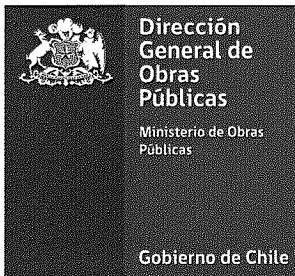 Dirección
General de
Obras
Públicas
Ministerio de Obras
Públicas
Gobierno de Chile